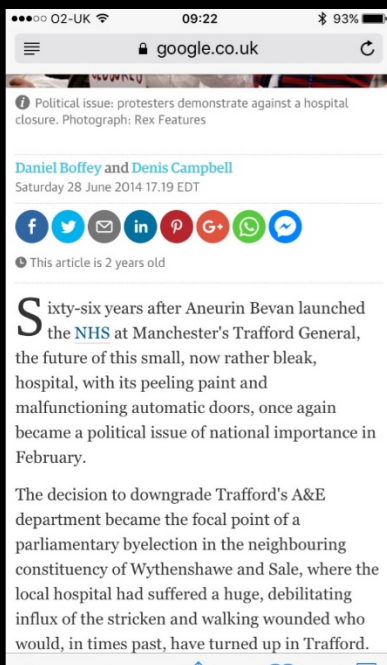 O2-UK 09:22 93%
google.co.uk
Political issue: protesters demonstrate against a hospital
closure. Photograph: Rex Features
Daniel Boffey and Denis Campbell
Saturday 28 June 2014 17.19 EDT
f in G+
This article is 2 years old
Sixty-six years after Aneurin Bevan launched
the NHS at Manchester's Trafford General,
the future of this small, now rather bleak,
hospital, with its peeling paint and
malfunctioning automatic doors, once again
became a political issue of national importance in
February.
The decision to downgrade Trafford's A&E
department became the focal point of a
parliamentary byelection in the neighbouring
constituency of Wythenshawe and Sale, where the
local hospital had suffered a huge, debilitating
influx of the stricken and walking wounded who
would, in times past, have turned up in Trafford.